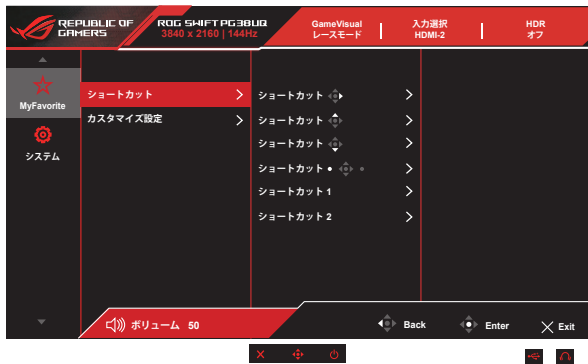 REPUBLIC OF
GAMERS
ROG SWIFT PG38UQ
3840 x 2160 | 144Hz
GameVisual
レースモード
入力選択
HDMI-2
HDR
オフ
MyFavorite
システム
ショートカット
カスタマイズ設定
ショートカット
ショートカット
ショートカット
ショートカット
ショートカット 1
ショートカット 2
ボリューム 50
Back
Enter
Exit